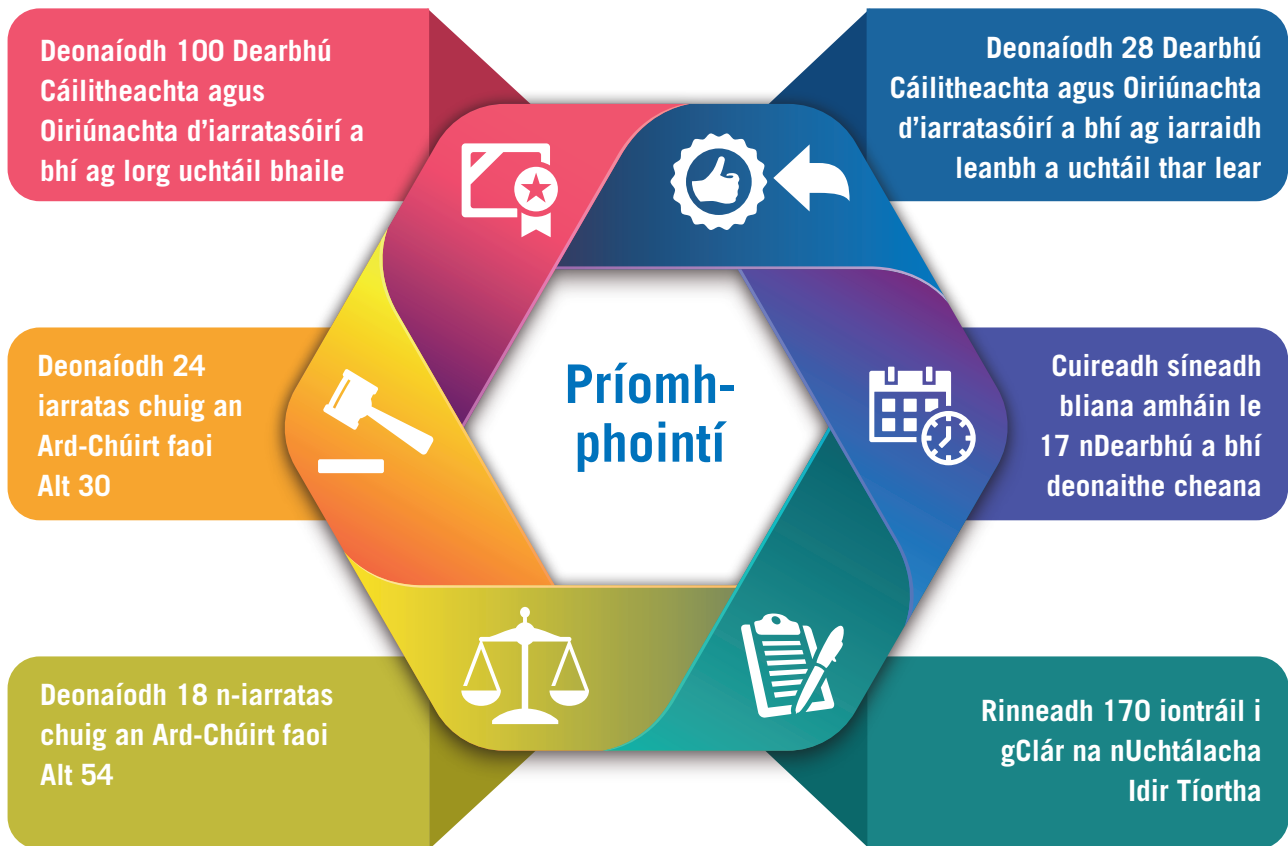 Deonaíodh 100 Dearbhú
Cáilitheachta agus
Oiriúnachta d'iarratasóirí a
bhí ag lorg uchtáil bhaile
Deonaíodh 28 Dearbhú
Cáilitheachta agus Oiriúnachta
d'iarratasóirí a bhí ag iarraidh
leanbh a uchtáil thar lear
Deonaíodh 24
iarratas chuig an
Ard-Chúirt faoi
Alt 30
Príomh-
phointí
Cuireadh síneadh
bliana amháin le
17 nDearbhú a bhí
deonaithe cheana
Deonaíodh 18 n-iarratas
chuig an Ard-Chúirt faoi
Alt 54
Rinneadh 170 iontráil i
gClár na nUchtálacha
Idir Tíortha